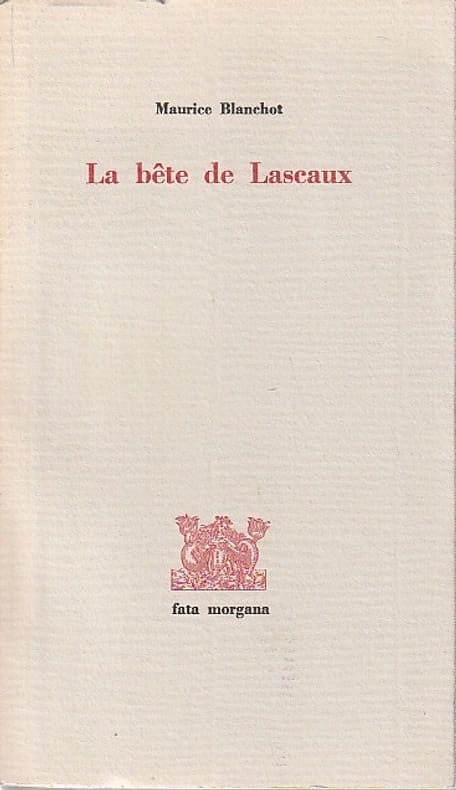 Maurice Blanchot
La bête de Lascaux
fata morgana